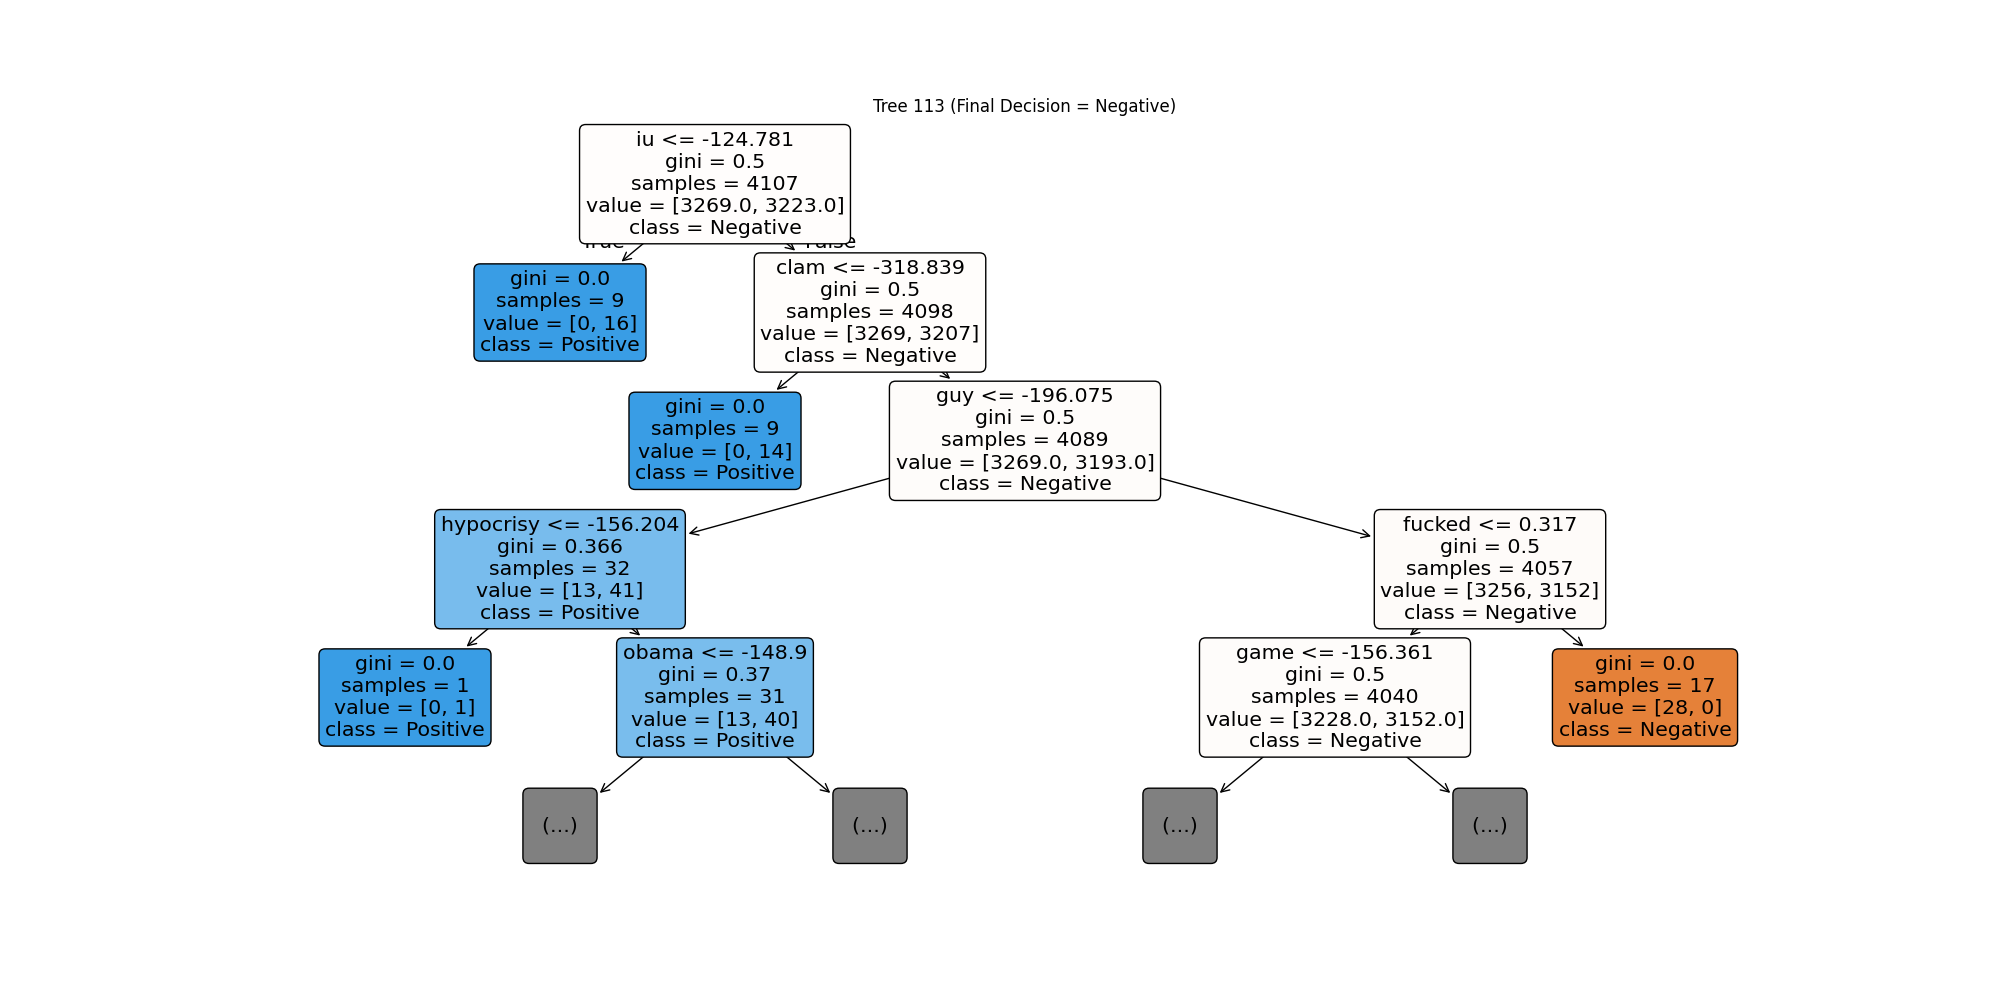 Tree 113 (Final Decision = Negative)
iu <= -124.781
gini = 0.5
samples = 4107
value = [3269.0, 3223.0]
class = Negative
gini = 0.0
samples = 9
value = [0, 16]
class = Positive
clam <= -318.839
gini = 0.5
samples = 4098
value = [3269, 3207]
class = Negative
gini = 0.0
samples = 9
value = [0, 14]
class = Positive
guy <= -196.075
gini = 0.5
samples = 4089
value = [3269.0, 3193.0]
class = Negative
hypocrisy <= -156.204
gini = 0.366
samples = 32
value = [13, 41]
class = Positive
fucked <= 0.317
gini = 0.5
samples = 4057
value = [3256, 3152]
class = Negative
gini = 0.0
samples = 1
value = [0, 1]
class = Positive
obama <= -148.9
gini = 0.37
samples = 31
value = [13, 40]
class = Positive
game <= -156.361
gini = 0.5
samples = 4040
value = [3228.0, 3152.0]
class = Negative
gini = 0.0
samples = 17
value = [28, 0]
class = Negative
(...)
(...)
(...)
(...)